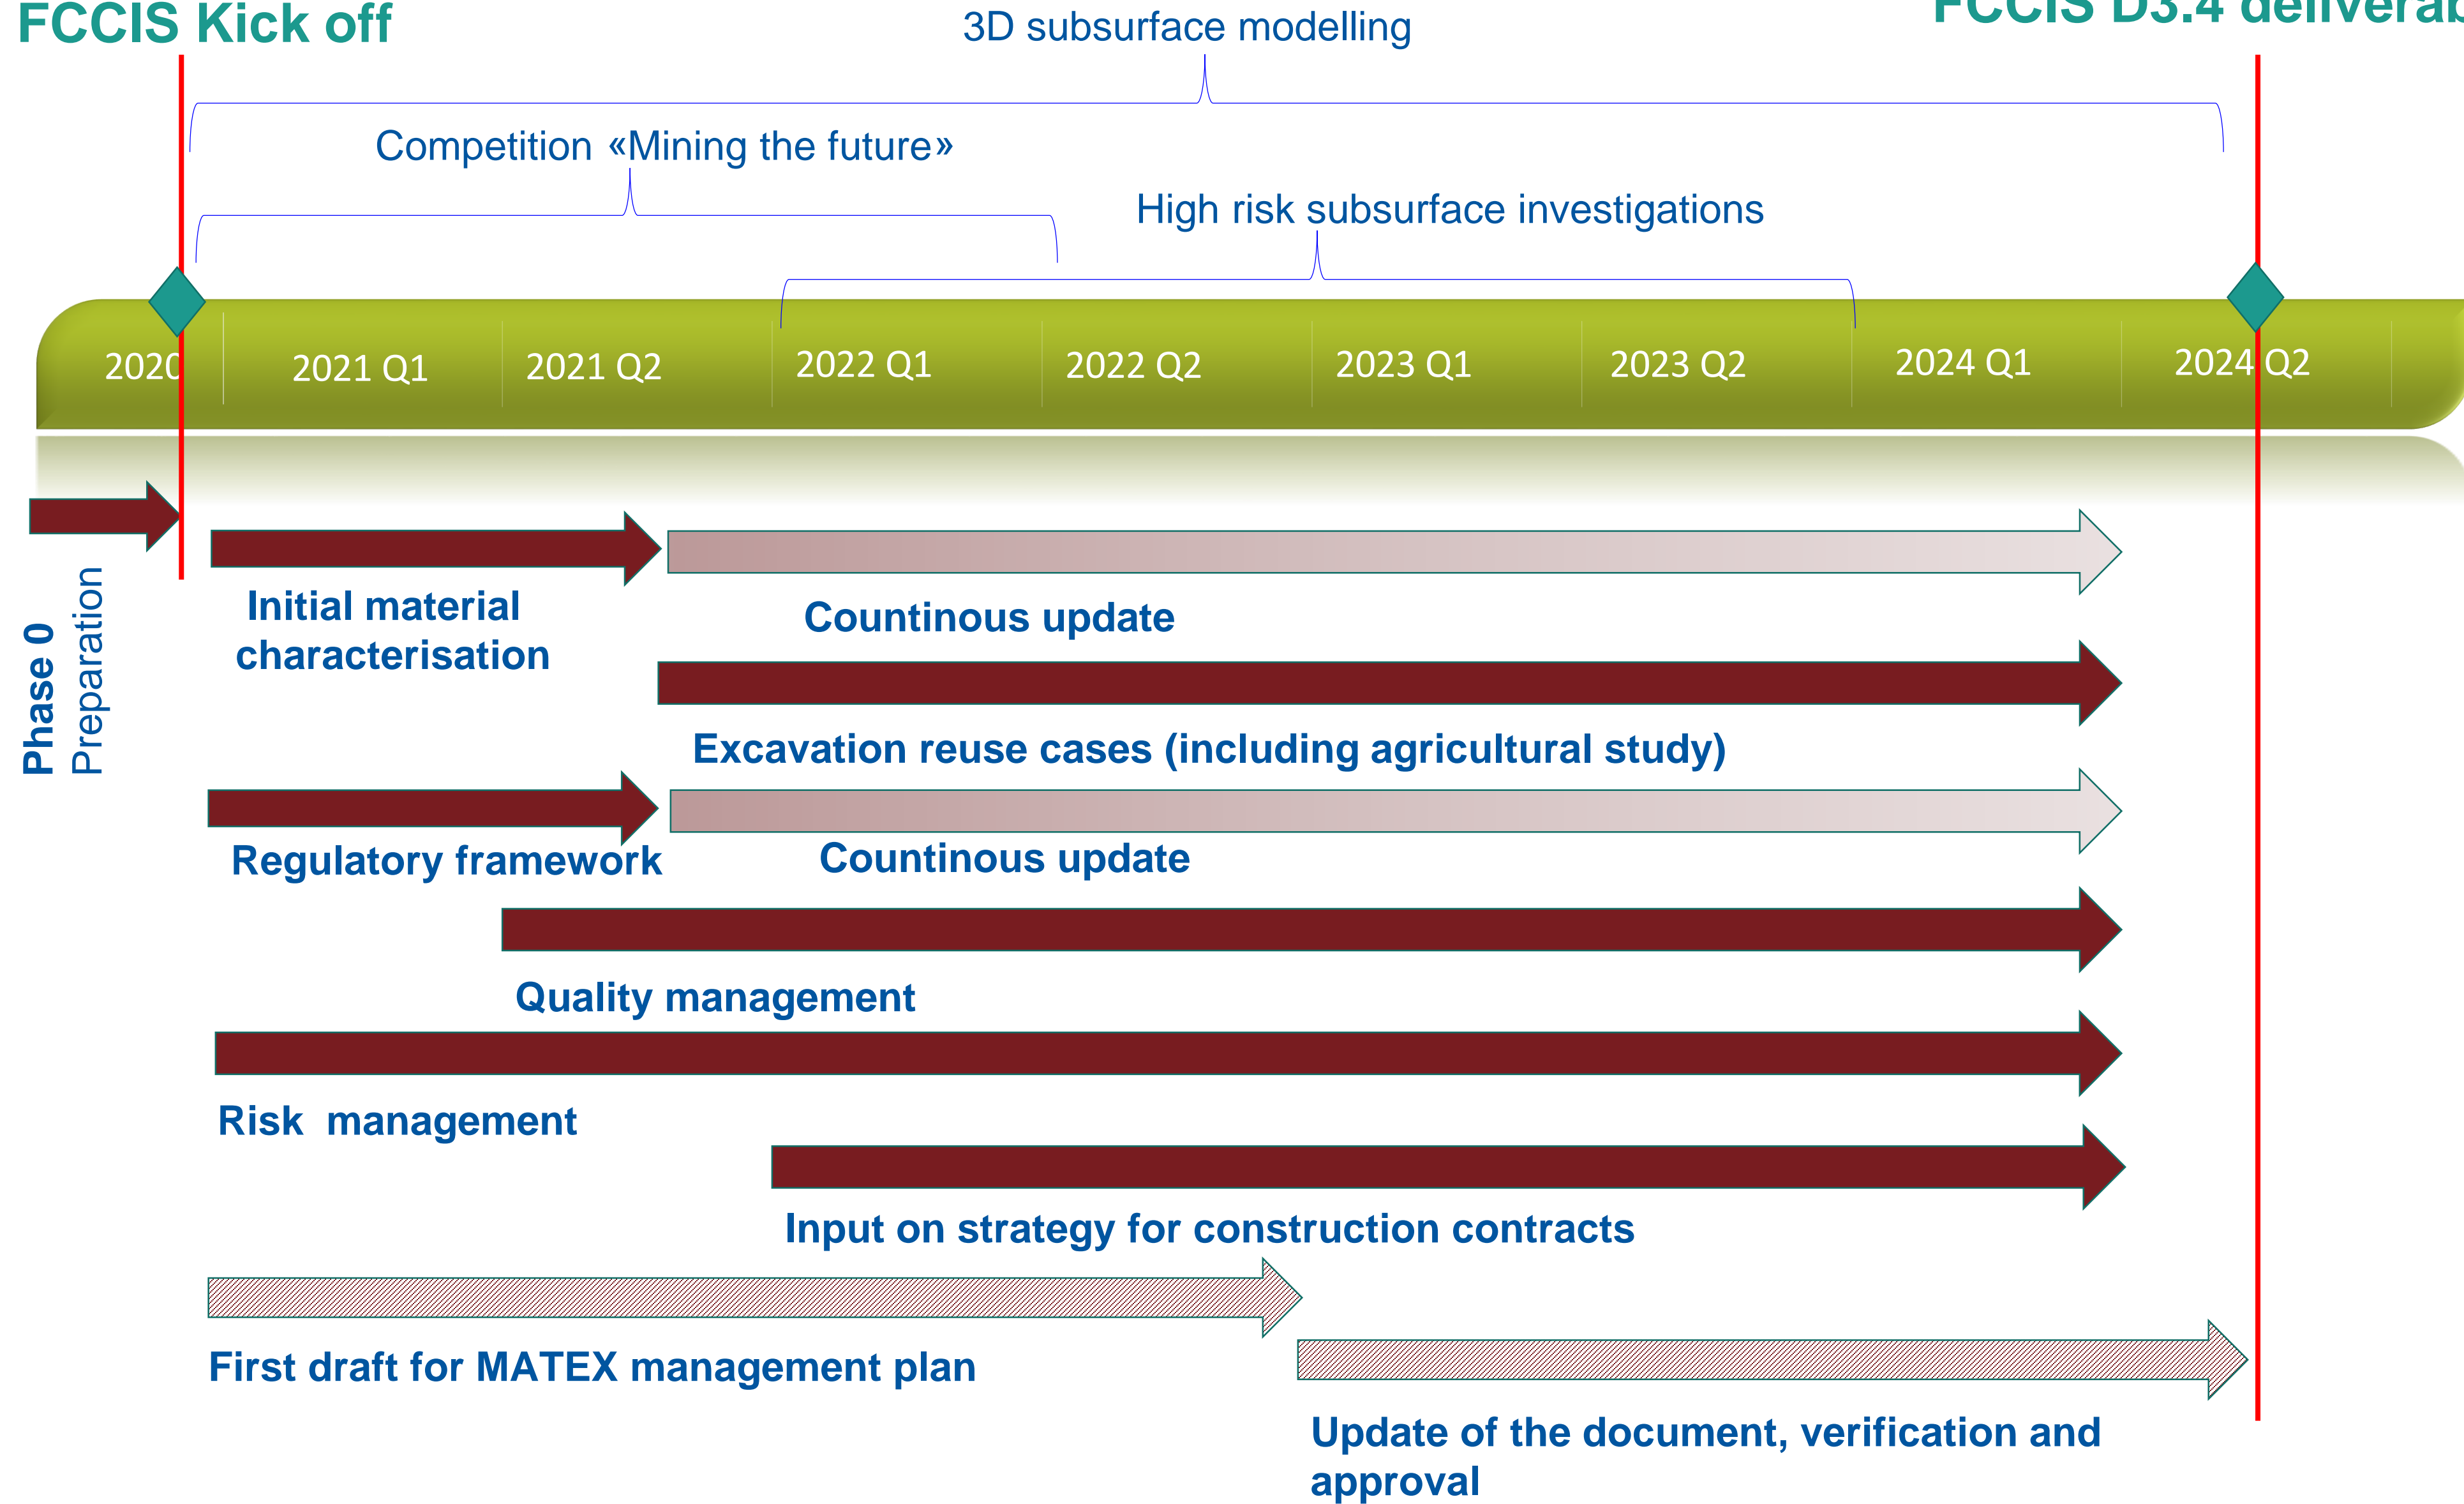 FCCIS Kick off
3D subsurface modelling
FCCIS D3.4
Competition «Mining the future»
High risk subsurface investigations
2020
2021 Q1
2021 Q2
2022 Q1
2022 Q2
2023 Q1
2023 Q2
2024 Q1
2024 Q2
Phase 0
Preparation
Initial material
characterisation
Countinous update
Excavation reuse cases (including agricultural study)
Regulatory framework
Countinous update
Quality management
Risk  management
Input on strategy for construction contracts
First draft for MATEX management plan
Update of the document, verification and
approval